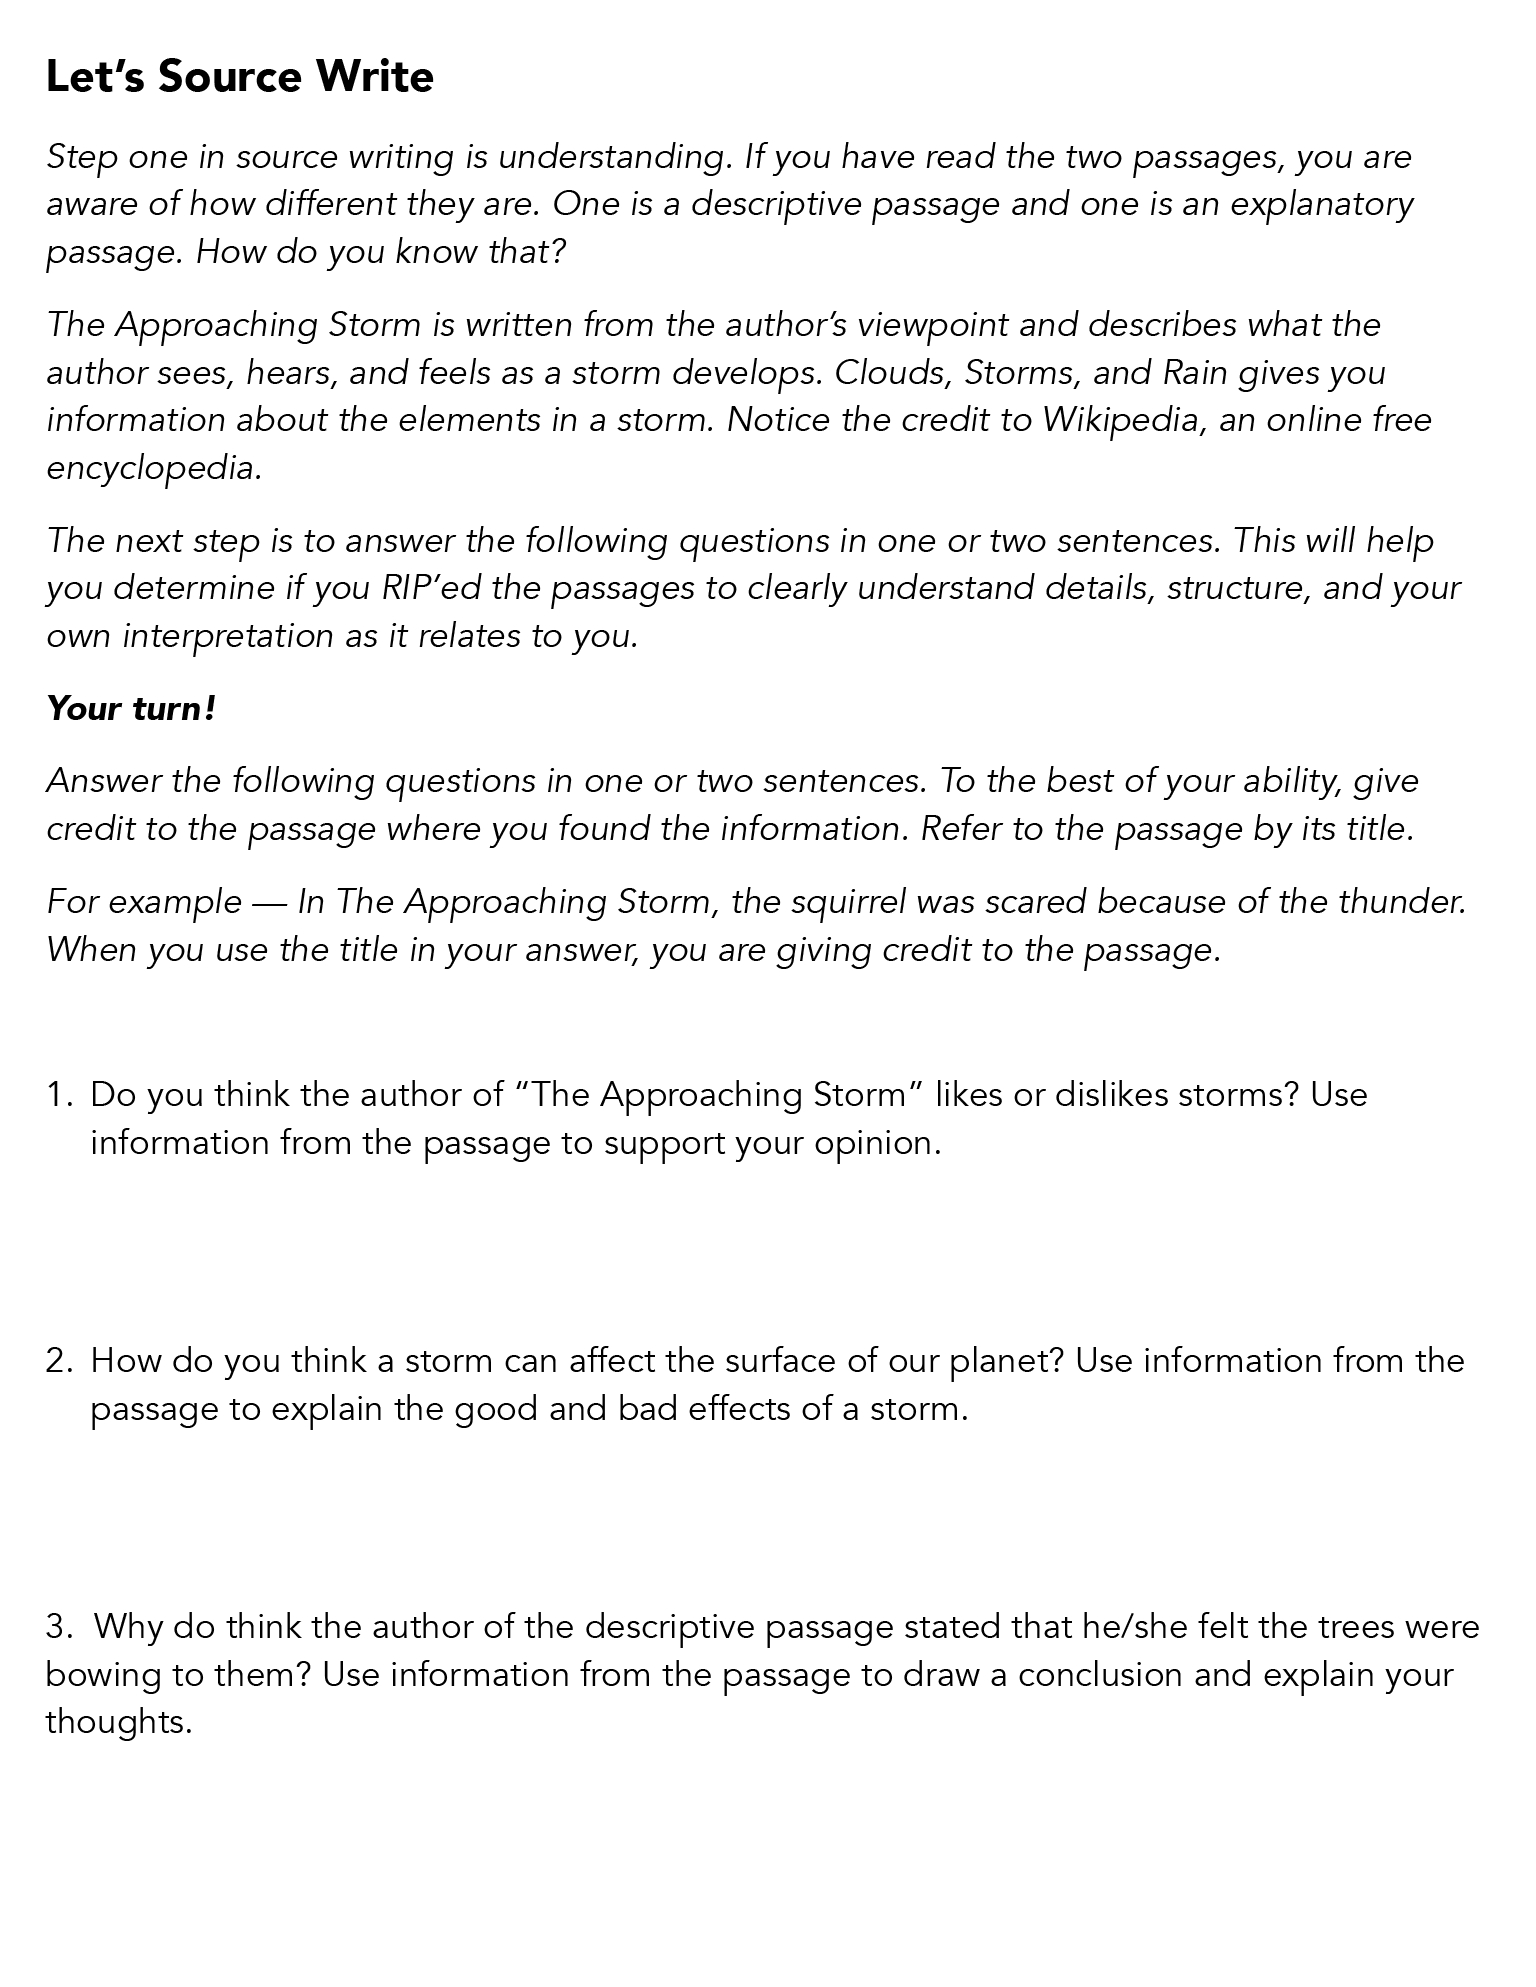 Let’s Source Write
Step one in source writing is understanding. If you have read the two passages, you are
aware of how different they are. One is a descriptive passage and one is an explanatory
passage. How do you know that?
The Approaching Storm is written from the author’s viewpoint and describes what the
author sees, hears, and feels as a storm develops. Clouds, Storms, and Rain gives you
information about the elements in a storm. Notice the credit to Wikipedia, an online free
encyclopedia.
The next step is to answer the following questions in one or two sentences. This will help
you determine if you RIP’ed the passages to clearly understand details, structure, and your
own interpretation as it relates to you.
Your turn!
Answer the following questions in one or two sentences. To the best of your ability, give
credit to the passage where you found the information. Refer to the passage by its title.
For example — In The Approaching Storm, the squirrel was scared because of the thunder.
When you use the title in your answer, you are giving credit to the passage.
1. Do you think the author of “The Approaching Storm” likes or dislikes storms? Use
information from the passage to support your opinion.
2. How do you think a storm can affect the surface of our planet? Use information from the
passage to explain the good and bad effects of a storm.
3. Why do think the author of the descriptive passage stated that he/she felt the trees were
bowing to them? Use information from the passage to draw a conclusion and explain your
thoughts.